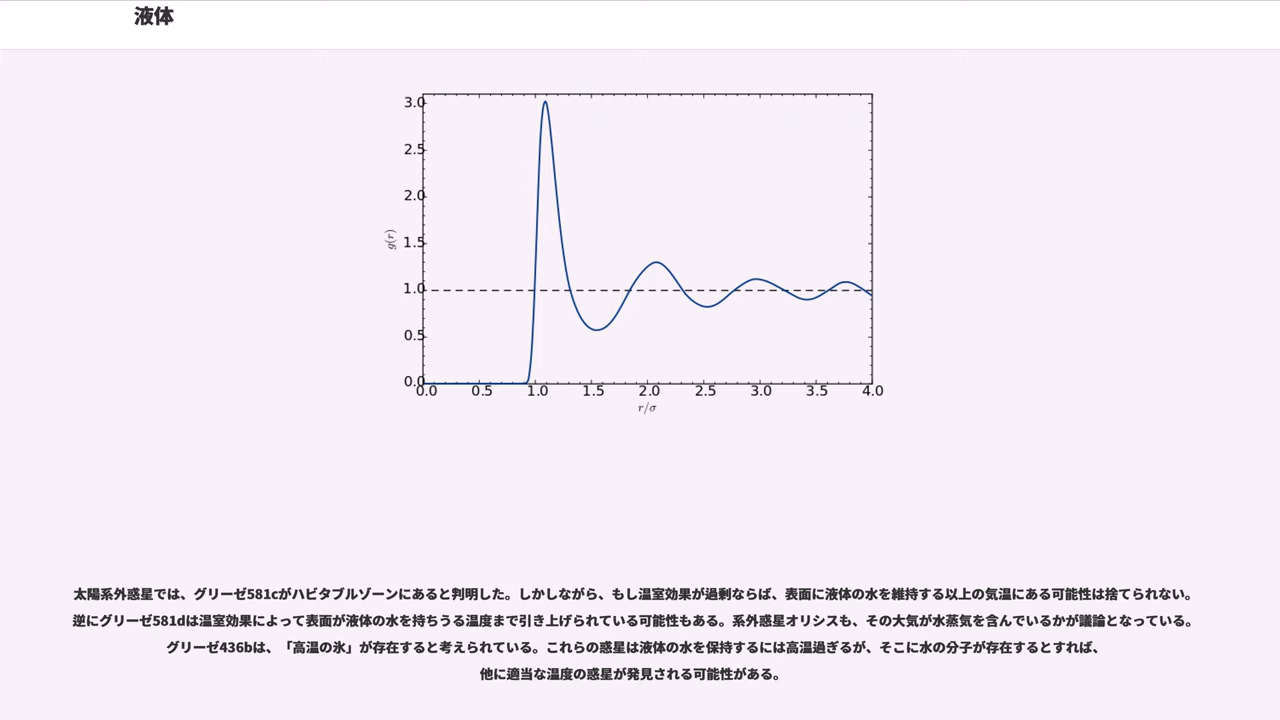 液体
3.0
2.5
2.0
g(r)
1.5
1.0
0.5
0.0
0.0 0.5 1.0 1.5 2.0 2.5 3.0 3.5 4.0
r/σ
太陽系外惑星では、グリーゼ581cがハビタブルゾーンにあると判明した。しかしながら、もし温室効果が過剰ならば、表面に液体の水を維持する以上の気温にある可能性は捨てられない。
逆にグリーゼ581dは温室効果によって表面が液体の水を持ちうる温度まで引き上げられている可能性もある。系外惑星オリシスも、その大気が水蒸気を含んでいるかが議論となっている。
グリーゼ436bは、「高温の氷」が存在すると考えられている。これらの惑星は液体の水を保持するには高温過ぎるが、そこに水の分子が存在するとすれば、
他に適当な温度の惑星が発見される可能性がある。